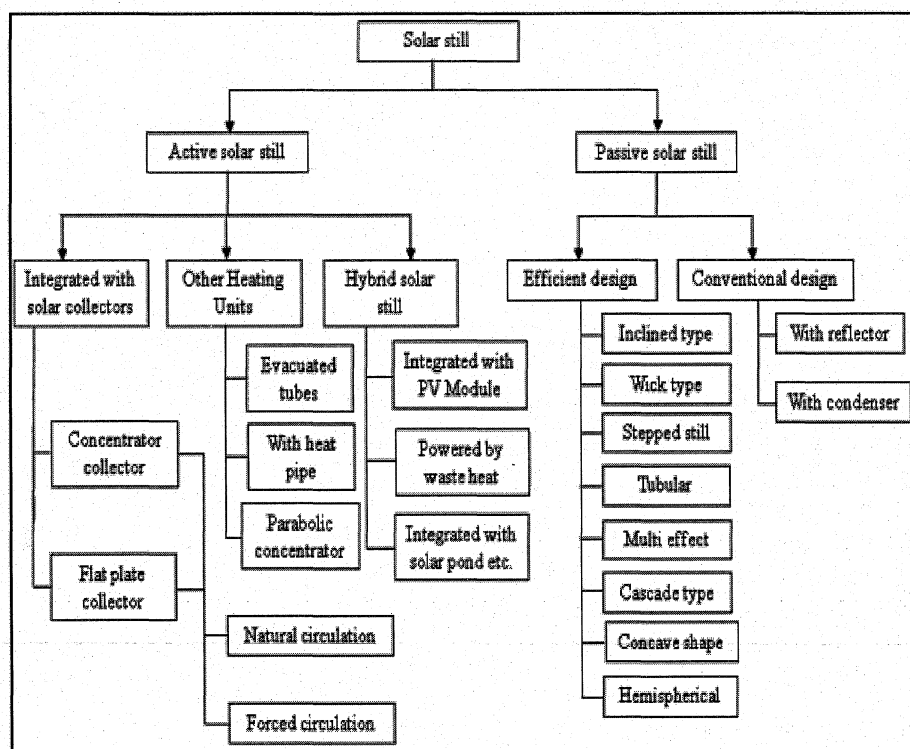 Solar still
Active solar still
Passive solar still
Integrated with
solar collectors
Other Heating
Units
Hybrid solar
still
Efficient design
Conventional design
Concentrator
collector
Flat plate
collector
Evacuated
tubes
With heat
pipe
Parabolic
concentrator
Natural circulation
Forced circulation
Integrated with
PV Module
Powered by
waste heat
Integrated with
solar pond etc.
Inclined type
Wick type
Stepped still
Tubular
Multi effect
Cascade type
Concave shape
Hemispherical
With reflector
With condenser